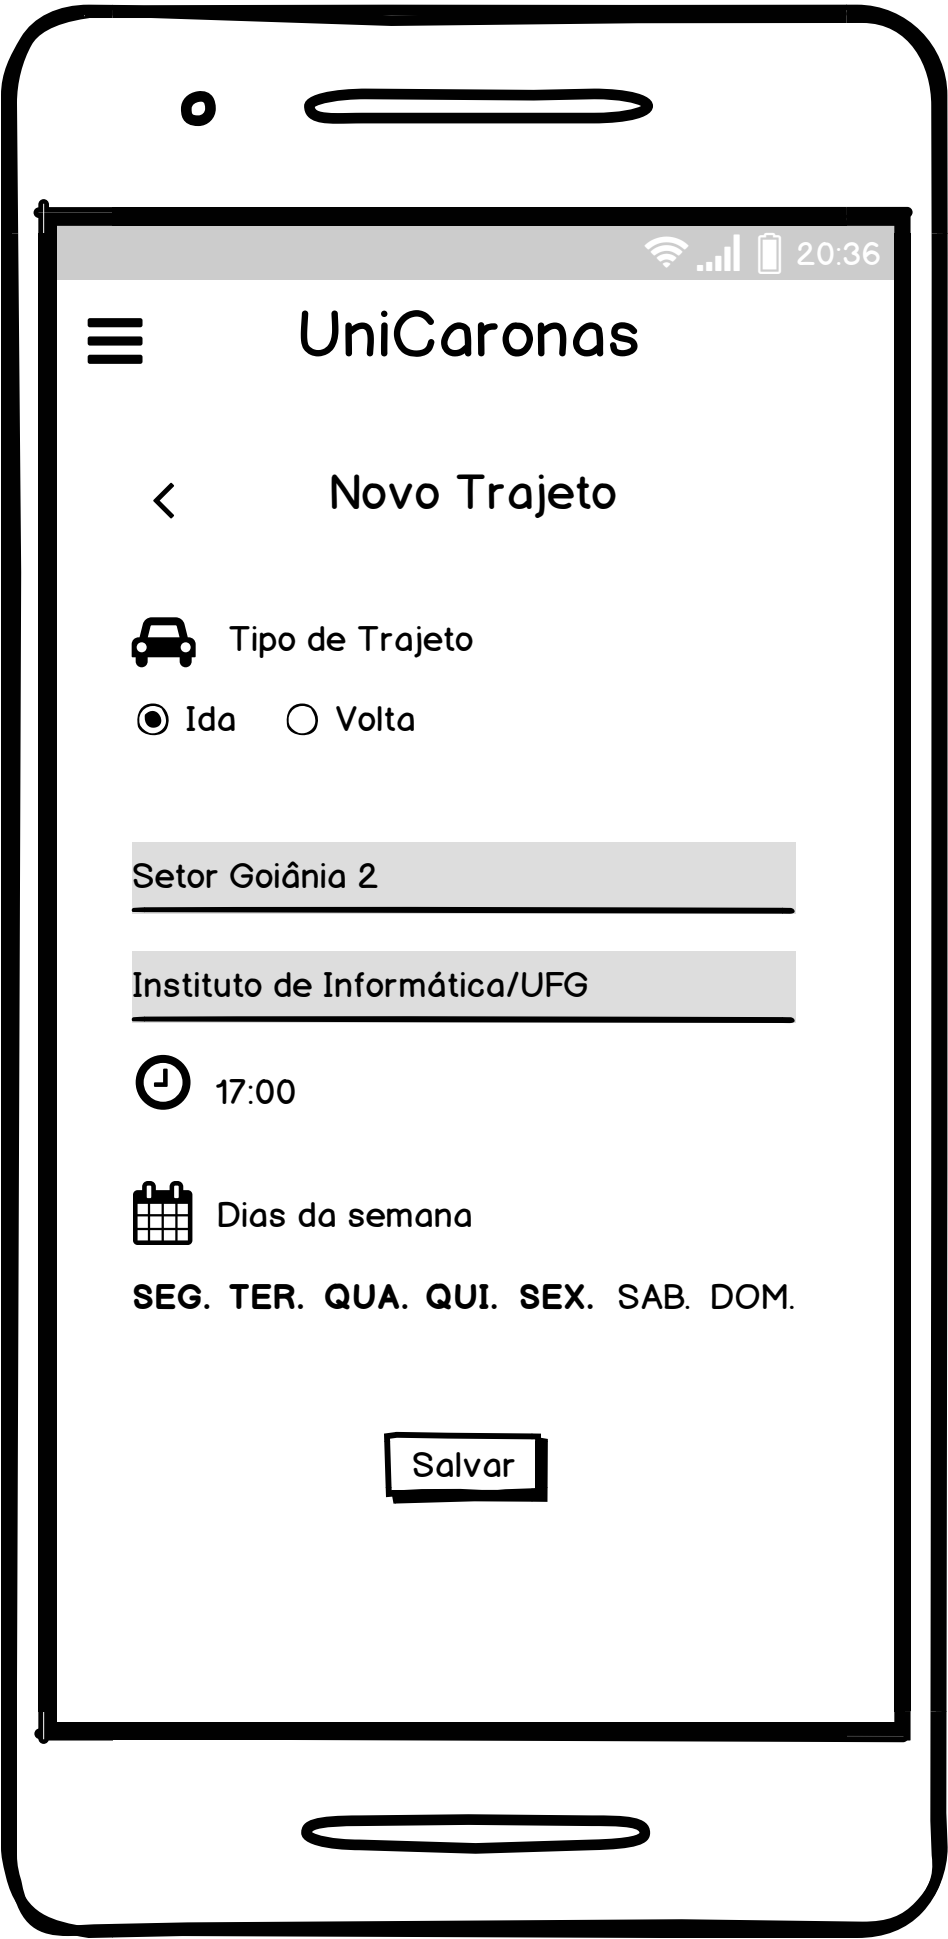 20:36
UniCaronas
Novo Trajeto
Tipo de Trajeto
Ida Volta
Setor Goiânia 2
Instituto de Informática/UFG
17:00
Dias da semana
SEG. TER. QUA. QUI. SEX. SAB. DOM.
Salvar